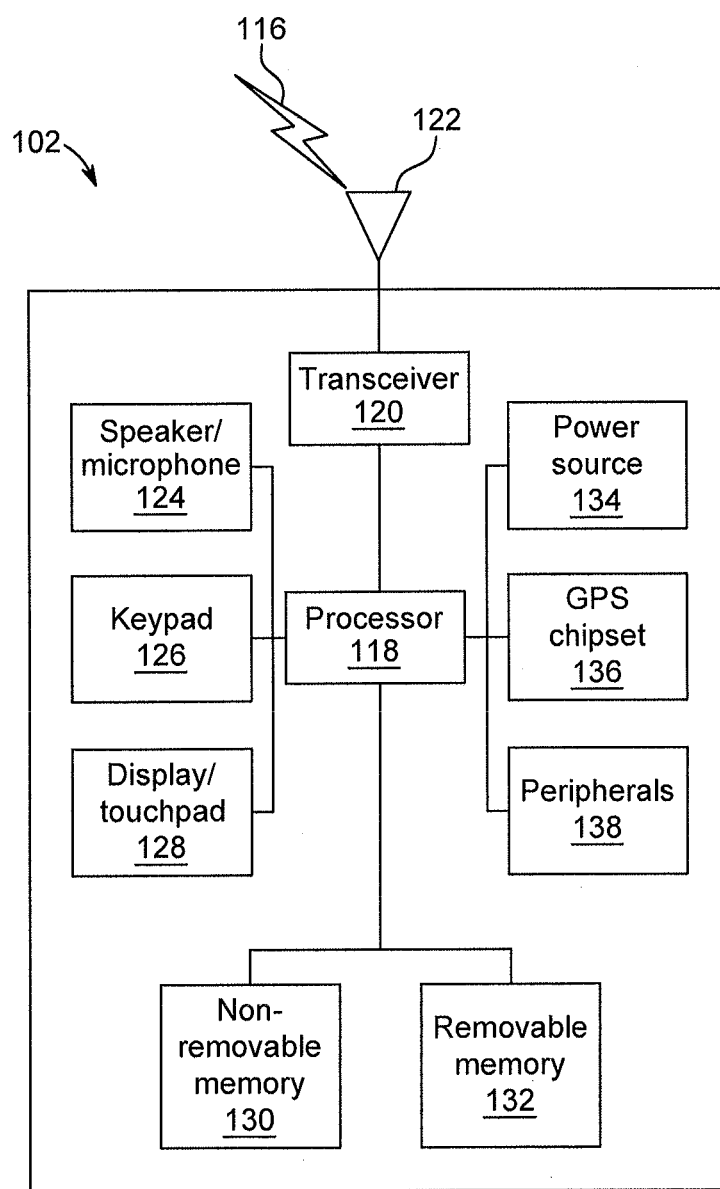 116
102
122
Transceiver
120
Speaker/
microphone
124
Power
source
134
Keypad
126
Processor
118
GPS
chipset
136
Display/
touchpad
128
Peripherals
138
Non-
removable
memory
130
Removable
memory
132